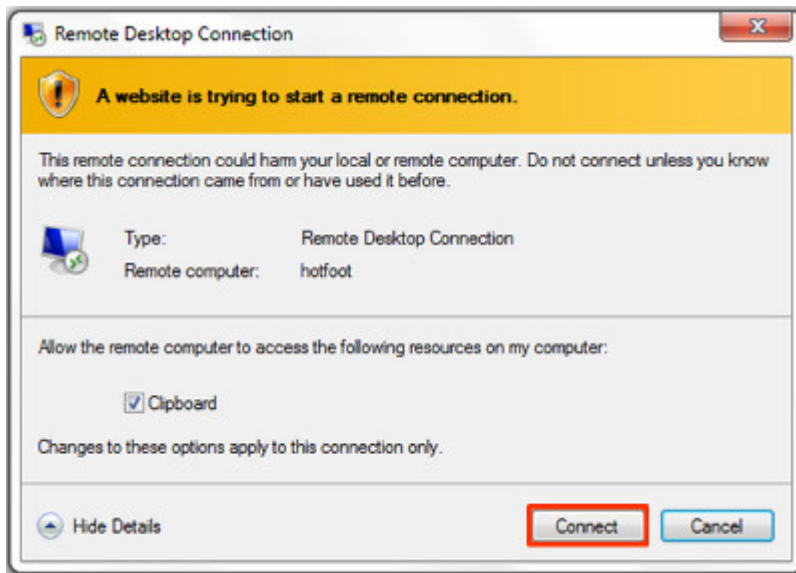 Remote Desktop Connection
A website is trying to start a remote connection.
This remote connection could harm your local or remote computer. Do not connect unless you know
where this connection came from or have used it before.
Type: Remote Desktop Connection
Remote computer: hotfoot
Allow the remote computer to access the following resources on my computer:
Clipboard
Changes to these options apply to this connection only.
Hide Details Connect Cancel